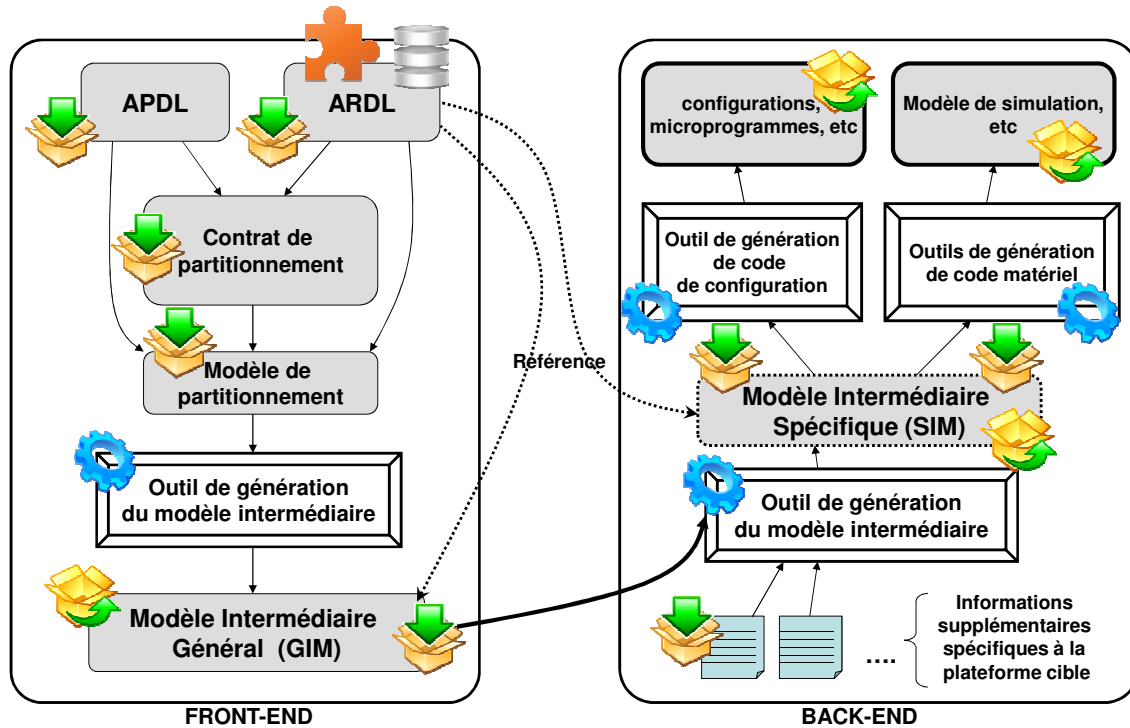 APDL
ARDL
Contrat de
partitionnement
Modèle de
partitionnement
Outil de génération
du modèle intermédiaire
Modèle Intermédiaire
Général (GIM)
FRONT-END
Référence
configurations,
microprogrammes, etc
Modèle de simulation,
etc
Outil de génération
de code
de configuration
Outils de génération
de code matériel
Modèle Intermédiaire
Spécifique (SIM)
Outil de génération
du modèle intermédiaire
....
Informations
supplémentaires
spécifiques à la
plateforme cible
BACK-END